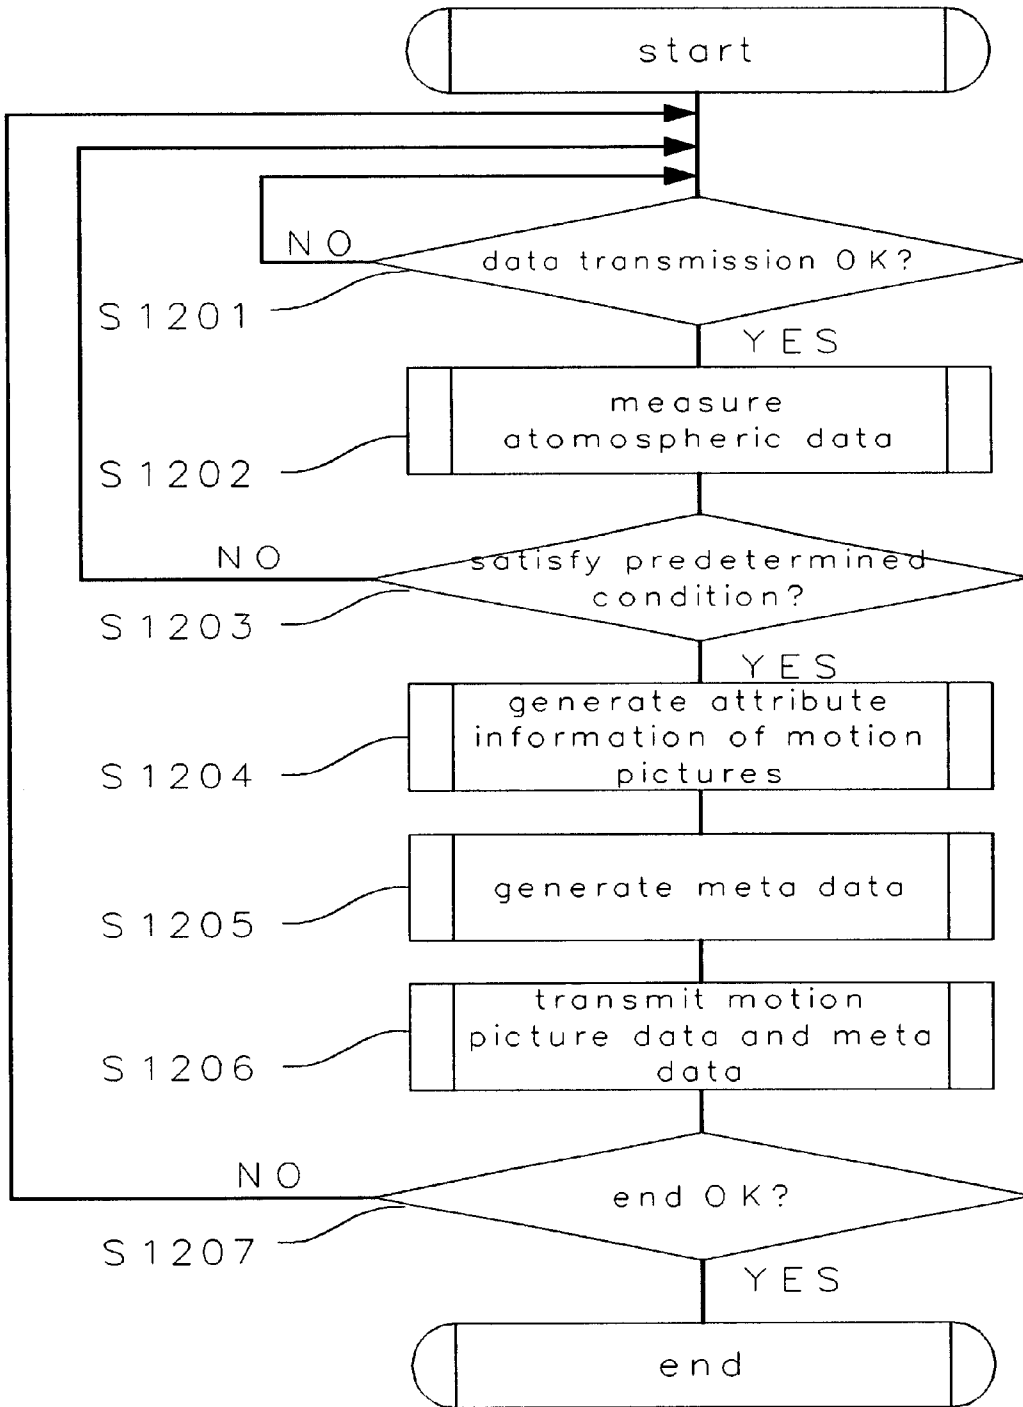 start
NO
data transmission OK?
S1201
YES
measure
atomospheric data
S1202
NO
satisfy predetermined
condition?
S1203
YES
generate attribute
information of motion
pictures
S1204
generate meta data
S1205
transmit motion
picture data and meta
data
S1206
NO
end OK?
S1207
YES
end